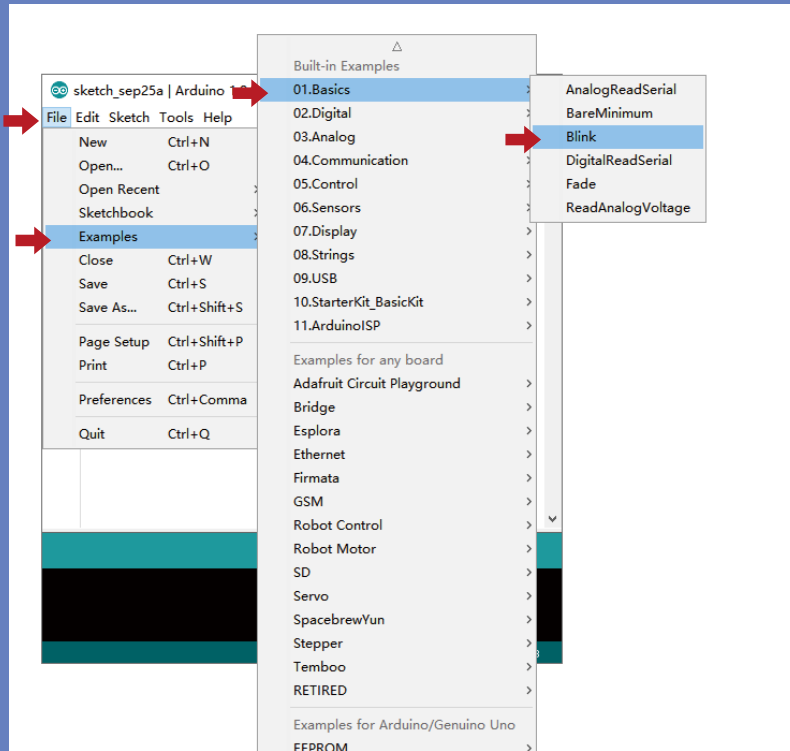 sketch_sep25a | Arduino
File Edit Sketch Tools Help
New Ctrl+N
Open... Ctrl+O
Open Recent
Sketchbook
Examples
Close Ctrl+W
Save Ctrl+S
Save As... Ctrl+Shift+S
Page Setup Ctrl+Shift+P
Print Ctrl+P
Preferences Ctrl+Comma
Quit Ctrl+Q
Built-in Examples
01.Basics
02.Digital
03.Analog
04.Communication
05.Control
06.Sensors
07.Display
08.Strings
09.USB
10.StarterKit_BasicKit
11.ArduinoISP
Examples for any board
Adafruit Circuit Playground
Bridge
Esplora
Ethernet
Firmata
GSM
Robot Control
Robot Motor
SD
Servo
SpacebrewYun
Stepper
Temboo
RETIRED
Examples for Arduino/Genuino Uno
EEPROM
AnalogReadSerial
BareMinimum
Blink
DigitalReadSerial
Fade
ReadAnalogVoltage